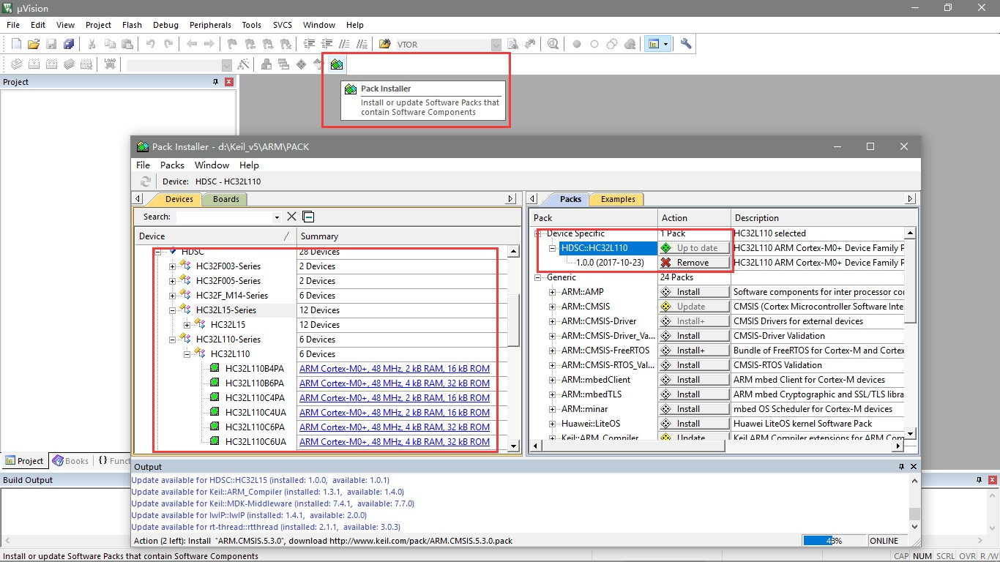 µVision
File Edit View Project Flash Debug Peripherals Tools SVCS Window Help
VTOR
LOAD
Project
Pack Installer
Install or update Software Packs that
contain Software Components
Pack Installer - d:\Keil_v5\ARM\PACK
File Packs Window Help
Device: HDSC - HC32L110
Devices Boards
Search:
Device / Summary
HDSC 28 Devices
HC32F003-Series 2 Devices
HC32F005-Series 2 Devices
HC32F_M14-Series 6 Devices
HC32L15-Series 12 Devices
HC32L15 12 Devices
HC32L110-Series 6 Devices
HC32L110 6 Devices
HC32L110B4PA ARM Cortex-M0+, 48 MHz, 2 kB RAM, 16 kB ROM
HC32L110B6PA ARM Cortex-M0+, 48 MHz, 4 kB RAM, 32 kB ROM
HC32L110C4PA ARM Cortex-M0+, 48 MHz, 2 kB RAM, 16 kB ROM
HC32L110C4UA ARM Cortex-M0+, 48 MHz, 2 kB RAM, 16 kB ROM
HC32L110C6PA ARM Cortex-M0+, 48 MHz, 4 kB RAM, 32 kB ROM
HC32L110C6UA ARM Cortex-M0+, 48 MHz, 4 kB RAM, 32 kB ROM
Packs Examples
Pack Action Description
Device Specific 1 Pack HC32L110 selected
HDSC::HC32L110 Up to date HC32L110 ARM Cortex-M0+ Device Family P
1.0.0 (2017-10-23) Remove HC32L110 ARM Cortex-M0+ Device Family P
Generic 24 Packs
ARM::AMP Install Software components for inter processor cor
ARM::CMSIS Update CMSIS (Cortex Microcontroller Software Inte
ARM::CMSIS-Driver Install+ CMSIS Drivers for external devices
ARM::CMSIS-Driver_Va... Install CMSIS-Driver Validation
ARM::CMSIS-FreeRTOS Install+ Bundle of FreeRTOS for Cortex-M and Cortex
ARM::CMSIS-RTOS_Val... Install CMSIS-RTOS Validation
ARM::mbedClient Install ARM mbed Client for Cortex-M devices
ARM::mbedTLS Install ARM mbed Cryptographic and SSL/TLS libra
ARM::minar Install mbed OS Scheduler for Cortex-M devices
Huawei::LiteOS Install Huawei LiteOS kernel Software Pack
Keil::ARM_Compiler Update Keil ARM Compiler extensions for ARM Com
Project Books {} Funct
Build Output
Output
Update available for HDSC::HC32L15 (installed: 1.0.0, available: 1.0.1)
Update available for Keil::ARM_Compiler (installed: 1.3.1, available: 1.4.0)
Update available for Keil::MDK-Middleware (installed: 7.4.1, available: 7.7.0)
Update available for lwIP::lwIP (installed: 1.4.1, available: 2.0.0)
Update available for rt-thread::rtthread (installed: 2.1.1, available: 3.0.3)
Action (2 left): Install "ARM.CMSIS.5.3.0", download http://www.keil.com/pack/ARM.CMSIS.5.3.0.pack 43% ONLINE
Install or update Software Packs that contain Software Components CAP NUM SCRL OVR R /W